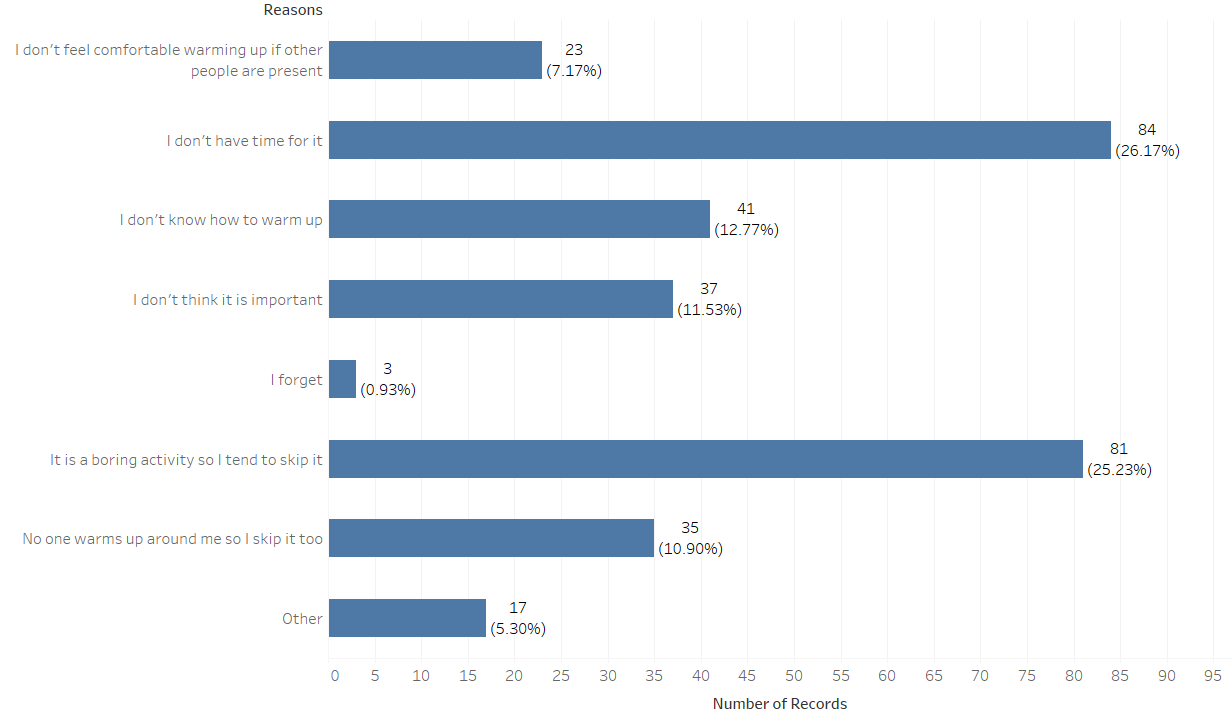 Reasons
I don't feel comfortable warming up if other
people are present
23
(7.17%)
I don't have time for it
84
(26.17%)
I don't know how to warm up
41
(12.77%)
I don't think it is important
37
(11.53%)
I forget
3
(0.93%)
It is a boring activity so I tend to skip it
81
(25.23%)
No one warms up around me so I skip it too
35
(10.90%)
Other
17
(5.30%)
0 5 10 15 20 25 30 35 40 45 50 55 60 65 70 75 80 85 90 95
Number of Records